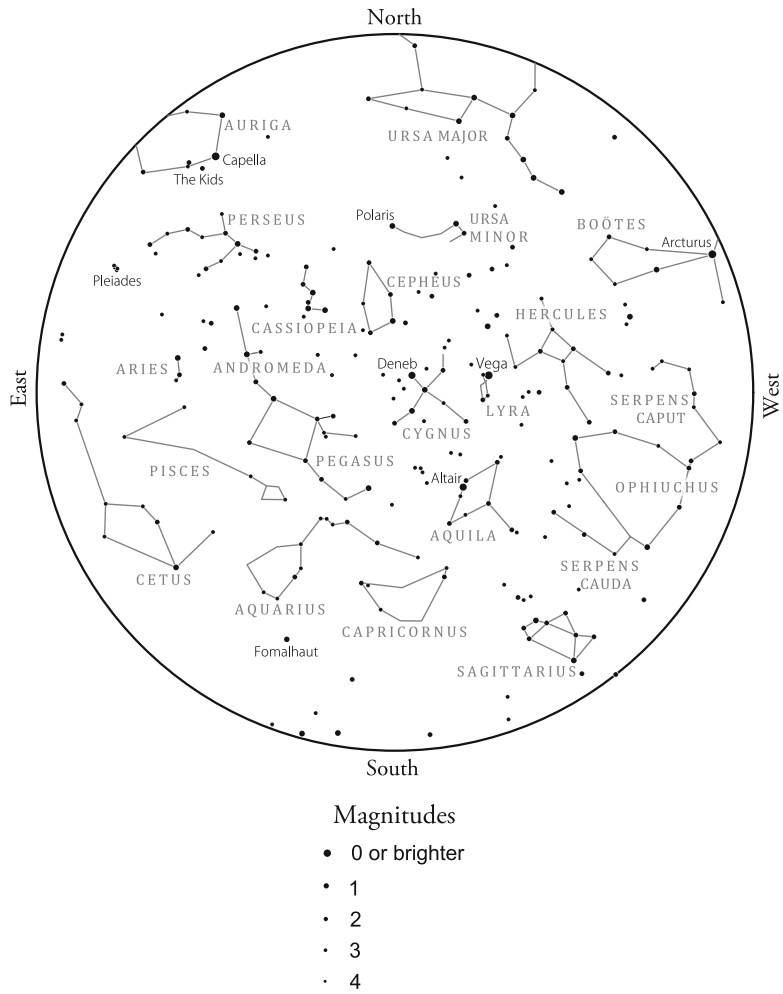 North
AURIGA
URSA MAJOR
Capella
The Kids
PERSEUS
Polaris
URSA
MINOR
BOÖTES
Arcturus
Pleiades
CEPHEUS
CASSIOPEIA
HERCULES
ARIES
ANDROMEDA
Deneb
Vega
East
West
LYRA
SERPENS
CAPUT
CYGNUS
PISCES
PEGASUS
Altair
OPHIUCHUS
AQUILA
CETUS
SERPENS
CAUDA
AQUARIUS
CAPRICORNUS
Fomalhaut
SAGITTARIUS
South
Magnitudes
0 or brighter
1
2
3
4